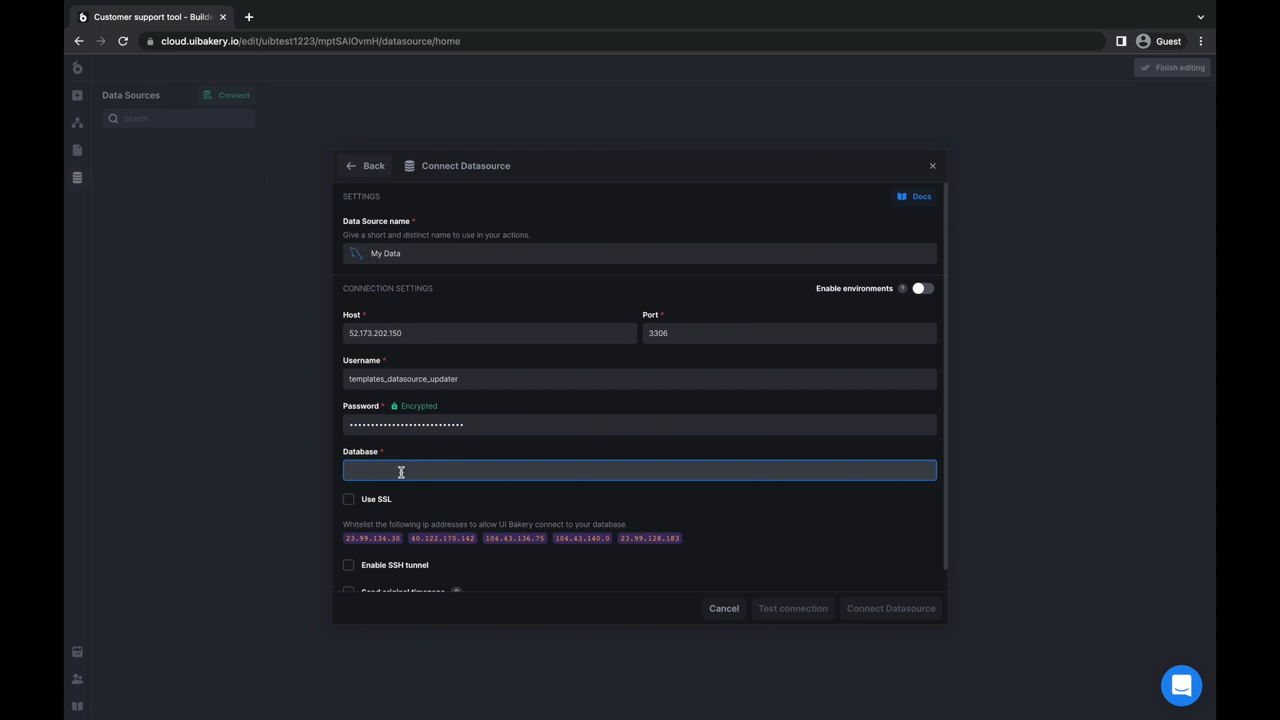 Customer support tool - Builde
cloud.uibakery.io/edit/uibtest1223/mptSAlOvmH/datasource/home
Guest
Finish editing
Data Sources
Connect
Search
Back
Connect Datasource
SETTINGS
Docs
Data Source name *
Give a short and distinct name to use in your actions.
My Data
CONNECTION SETTINGS
Enable environments ?
Host *
Port *
52.173.202.150
3306
Username *
templates_datasource_updater
Password * Encrypted
•••••••••••••••••••••••••••
Database *
Use SSL
Whitelist the following ip addresses to allow UI Bakery connect to your database.
23.99.134.30 40.122.170.142 104.43.136.75 104.43.140.0 23.99.128.183
Enable SSH tunnel
Send original timezone ?
Cancel
Test connection
Connect Datasource